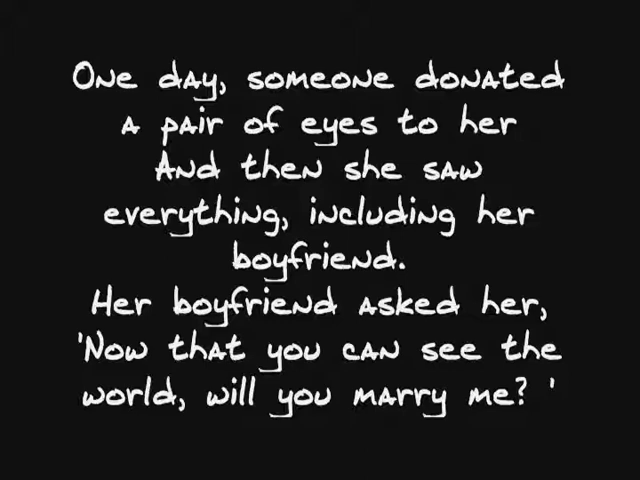 One day, someone donated
a pair of eyes to her
And then she saw
everything, including her
boyfriend.
Her boyfriend asked her,
'Now that you can see the
world, will you marry me? '